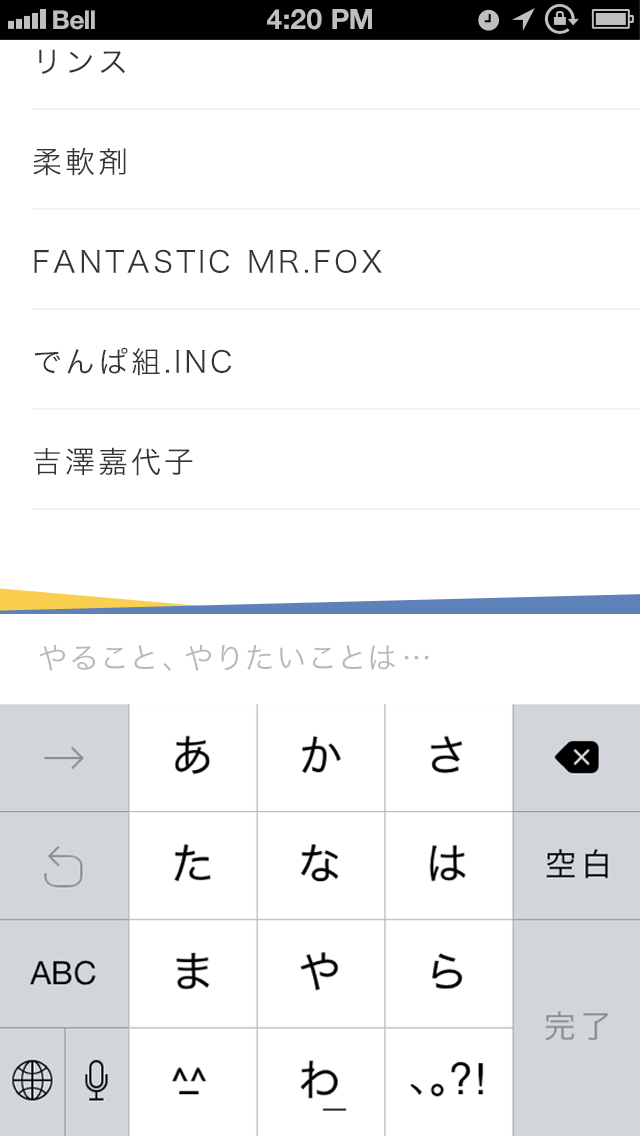 Bell 4:20 PM
リンス
柔軟剤
FANTASTIC MR.FOX
でんぱ組.INC
吉澤嘉代子
やること、やりたいことは…
→ あ か さ
た な は 空白
ABC ま や ら
完了
^_^ わ_ 、。?!